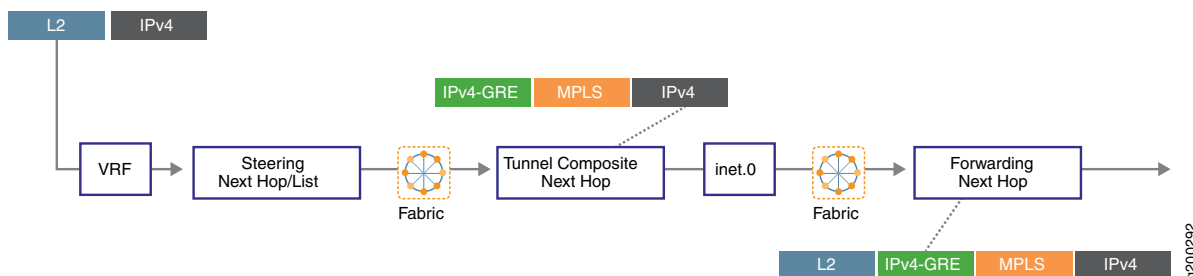 L2 IPv4
IPv4-GRE MPLS IPv4
VRF
Steering
Next Hop/List
Fabric
Tunnel Composite
Next Hop
inet.0
Fabric
Forwarding
Next Hop
L2 IPv4-GRE MPLS IPv4
g200292